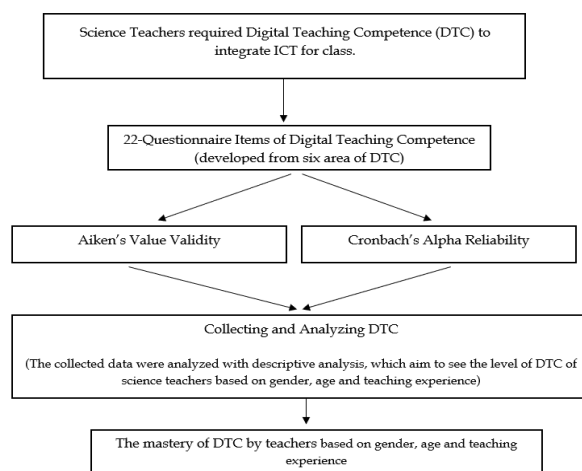 Science Teachers required Digital Teaching Competence (DTC) to
integrate ICT for class.
22-Questionnaire Items of Digital Teaching Competence
(developed from six area of DTC)
Aiken's Value Validity
Cronbach's Alpha Reliability
Collecting and Analyzing DTC
(The collected data were analyzed with descriptive analysis, which aim to see the level of DTC of
science teachers based on gender, age and teaching experience)
The mastery of DTC by teachers based on gender, age and teaching
experience